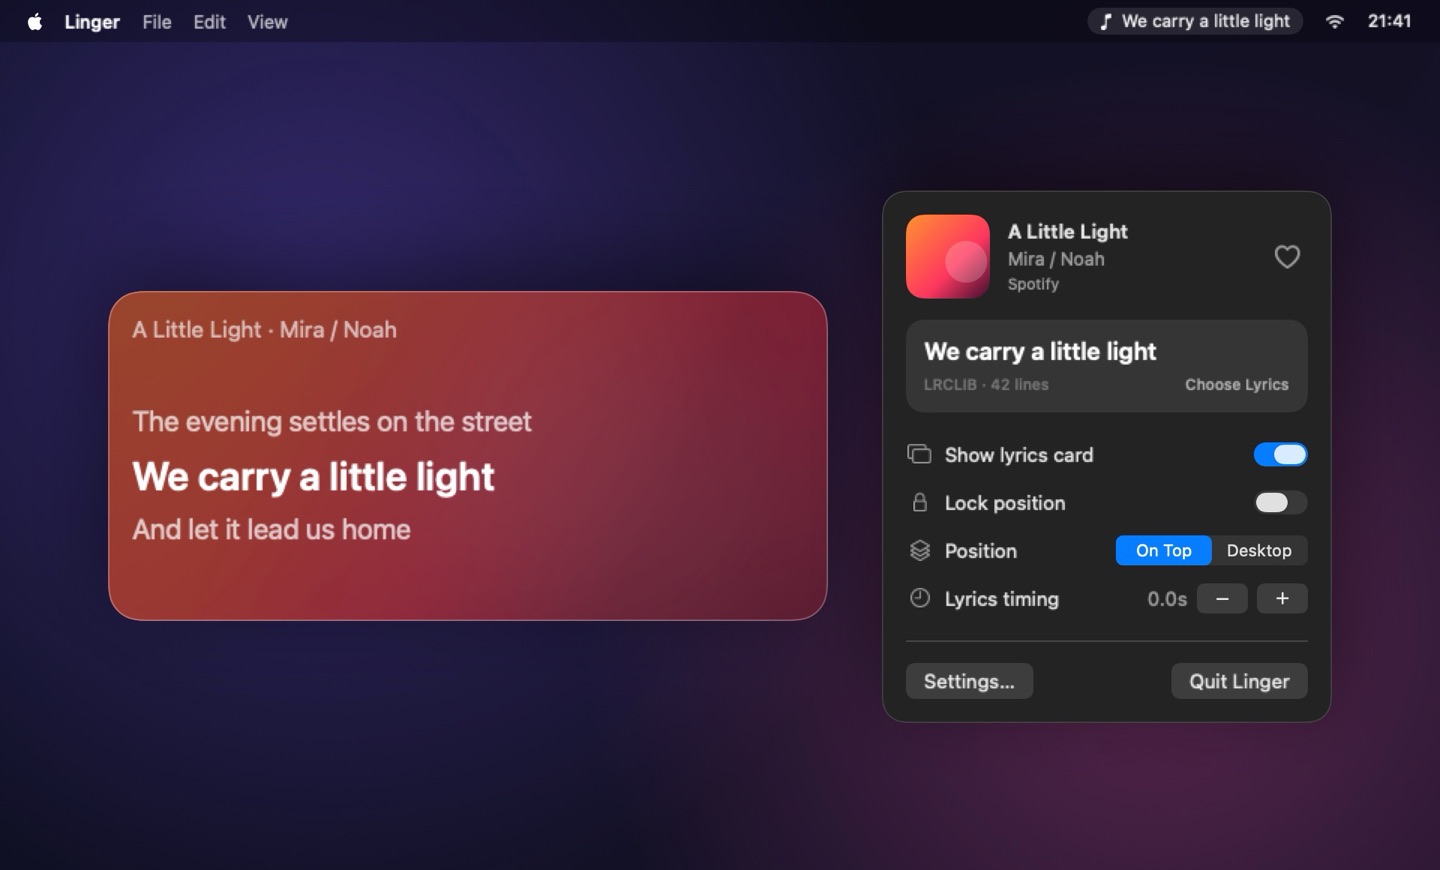 Linger File Edit View
We carry a little light 21:41
A Little Light · Mira / Noah
The evening settles on the street
We carry a little light
And let it lead us home
A Little Light
Mira / Noah
Spotify
We carry a little light
LRCLIB · 42 lines Choose Lyrics
Show lyrics card
Lock position
Position On Top Desktop
Lyrics timing 0.0s − +
Settings... Quit Linger